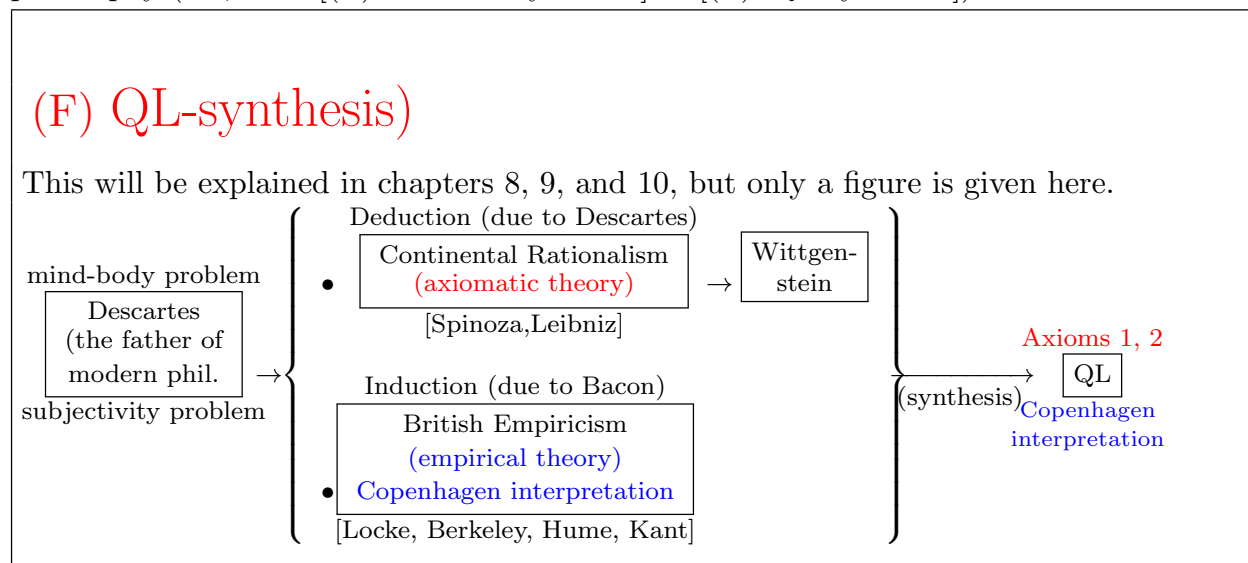 (F) QL-synthesis)
This will be explained in chapters 8, 9, and 10, but only a figure is given here.
mind-body problem
Descartes
(the father of
modern phil.
subjectivity problem
→
Deduction (due to Descartes)
• Continental Rationalism
(axiomatic theory)
[Spinoza,Leibniz]
→
Wittgen-
stein
Induction (due to Bacon)
British Empiricism
(empirical theory)
• Copenhagen interpretation
[Locke, Berkeley, Hume, Kant]
(synthesis)
Axioms 1, 2
QL
Copenhagen
interpretation